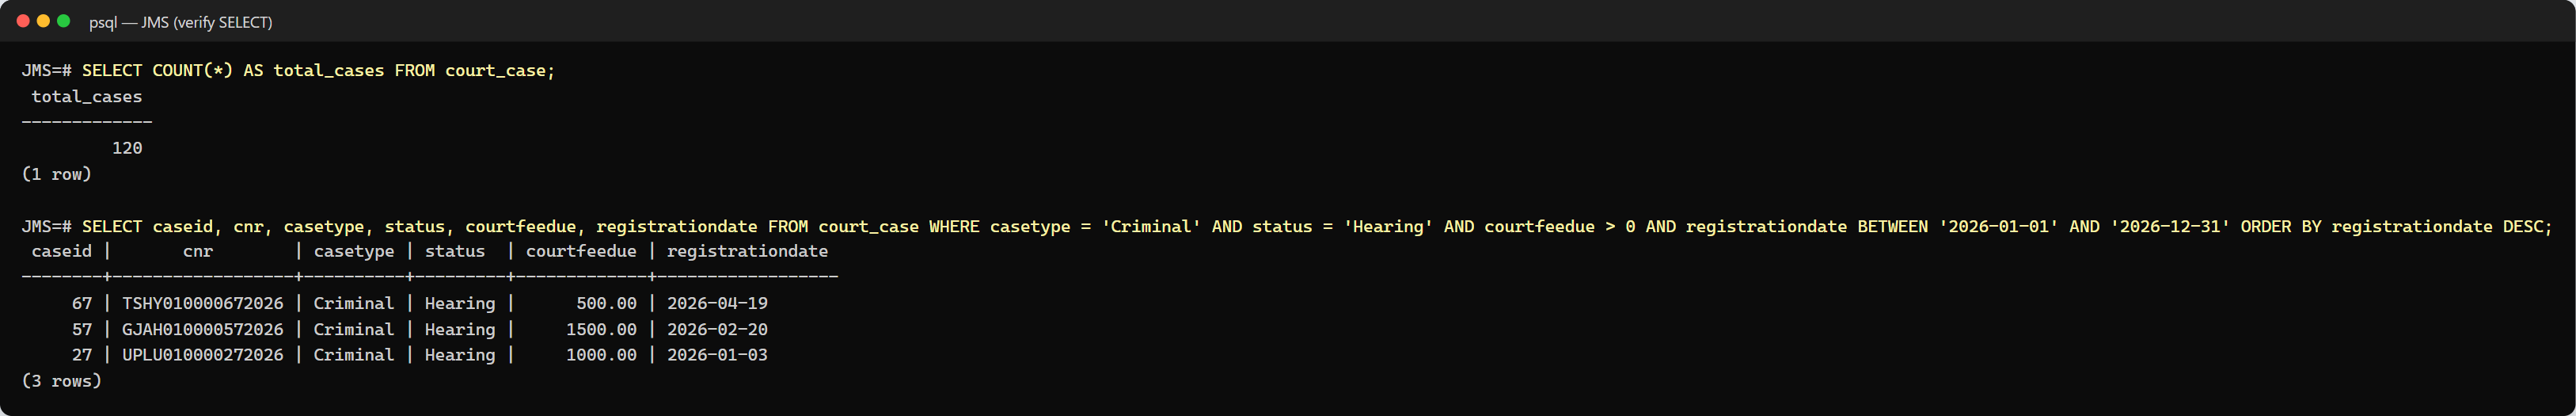 psql — JMS (verify SELECT)
JMS=# SELECT COUNT(*) AS total_cases FROM court_case;
 total_cases
-------------
         120
(1 row)
JMS=# SELECT caseid, cnr, casetype, status, courtfeedue, registrationdate FROM court_case WHERE casetype = 'Criminal' AND status = 'Hearing' AND courtfeedue > 0 AND registrationdate BETWEEN '2026-01-01' AND '2026-12-31' ORDER BY registrationdate DESC;
 caseid |       cnr        | casetype | status  | courtfeedue | registrationdate
--------+------------------+----------+---------+-------------+------------------
     67 | TSHY010000672026 | Criminal | Hearing |      500.00 | 2026-04-19
     57 | GJAH010000572026 | Criminal | Hearing |     1500.00 | 2026-02-20
     27 | UPLU010000272026 | Criminal | Hearing |     1000.00 | 2026-01-03
(3 rows)